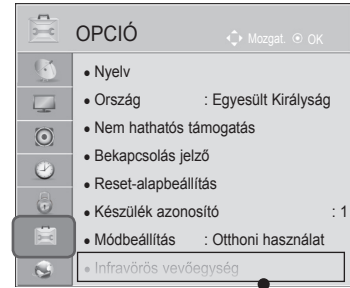 OPCIÓ
Mozgat. OK
• Nyelv
• Ország : Egyesült Királyság
• Nem hathatós támogatás
• Bekapcsolás jelző
• Reset-alapbeállítás
• Készülék azonosító : 1
• Módbeállítás : Otthoni használat
• Infravörös vevőegység